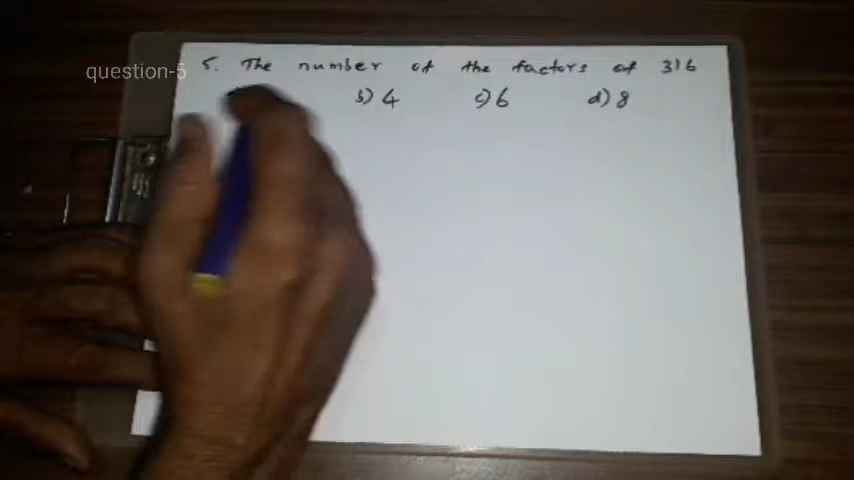 question-5
5. The number of the factors of 316
b) 4 c) 6 d) 8